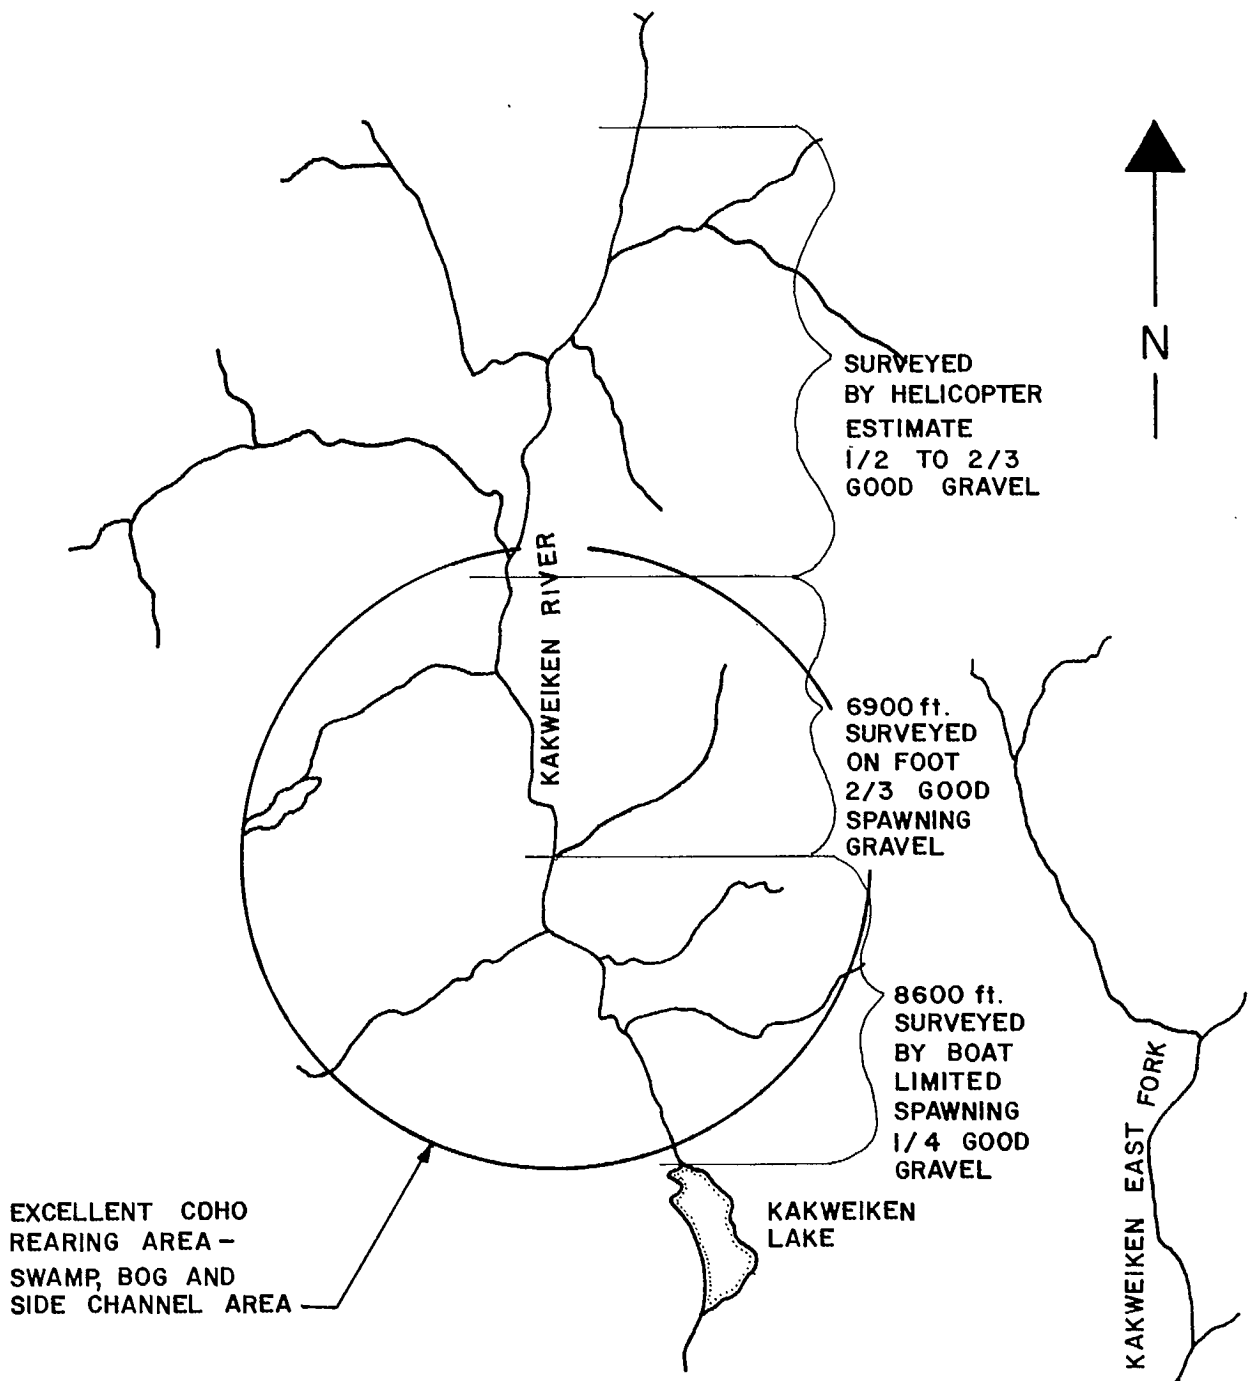 N
SURVEYED
BY HELICOPTER
ESTIMATE
1/2 TO 2/3
GOOD GRAVEL
KAKWEIKEN RIVER
6900 ft.
SURVEYED
ON FOOT
2/3 GOOD
SPAWNING
GRAVEL
8600 ft.
SURVEYED
BY BOAT
LIMITED
SPAWNING
1/4 GOOD
GRAVEL
KAKWEIKEN EAST FORK
KAKWEIKEN
LAKE
EXCELLENT COHO
REARING AREA –
SWAMP, BOG AND
SIDE CHANNEL AREA